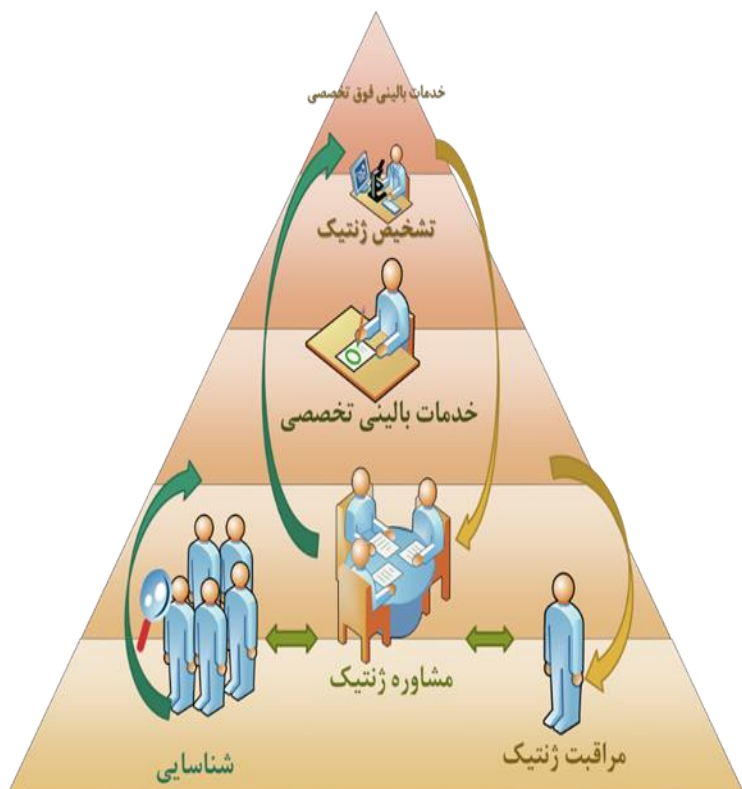 خدمات بالینی فوق تخصصی
تشخیص ژنتیک
خدمات بالینی تخصصی
مشاوره ژنتیک
مراقبت ژنتیک
شناسایی